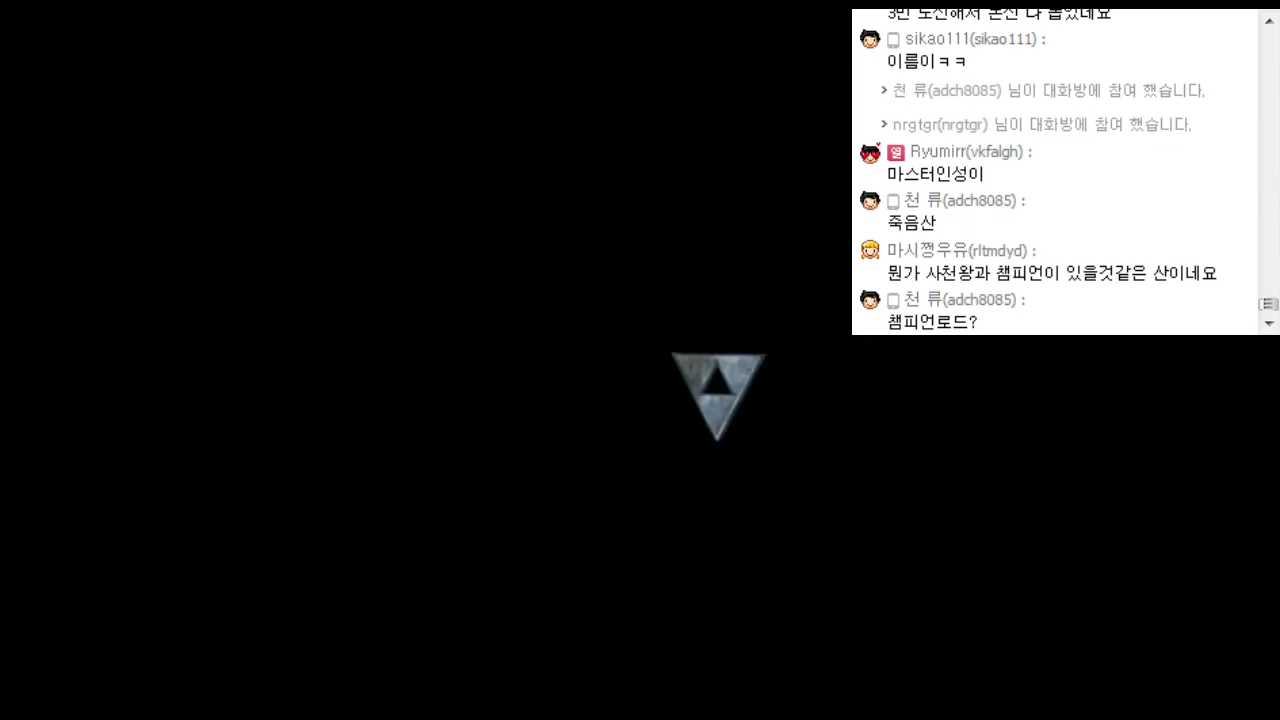 sikao111(sikao111) :
이름이ㅋㅋ
> 천 류(adch8085) 님이 대화방에 참여 했습니다.
> nrgtgr(nrgtgr) 님이 대화방에 참여 했습니다.
열 Ryumirr(vkfalgh) :
마스터인성이
천 류(adch8085) :
죽음산
마시쩡우유(rltmdyd) :
뭔가 사천왕과 챔피언이 있을것같은 산이네요
천 류(adch8085) :
챔피언로드?